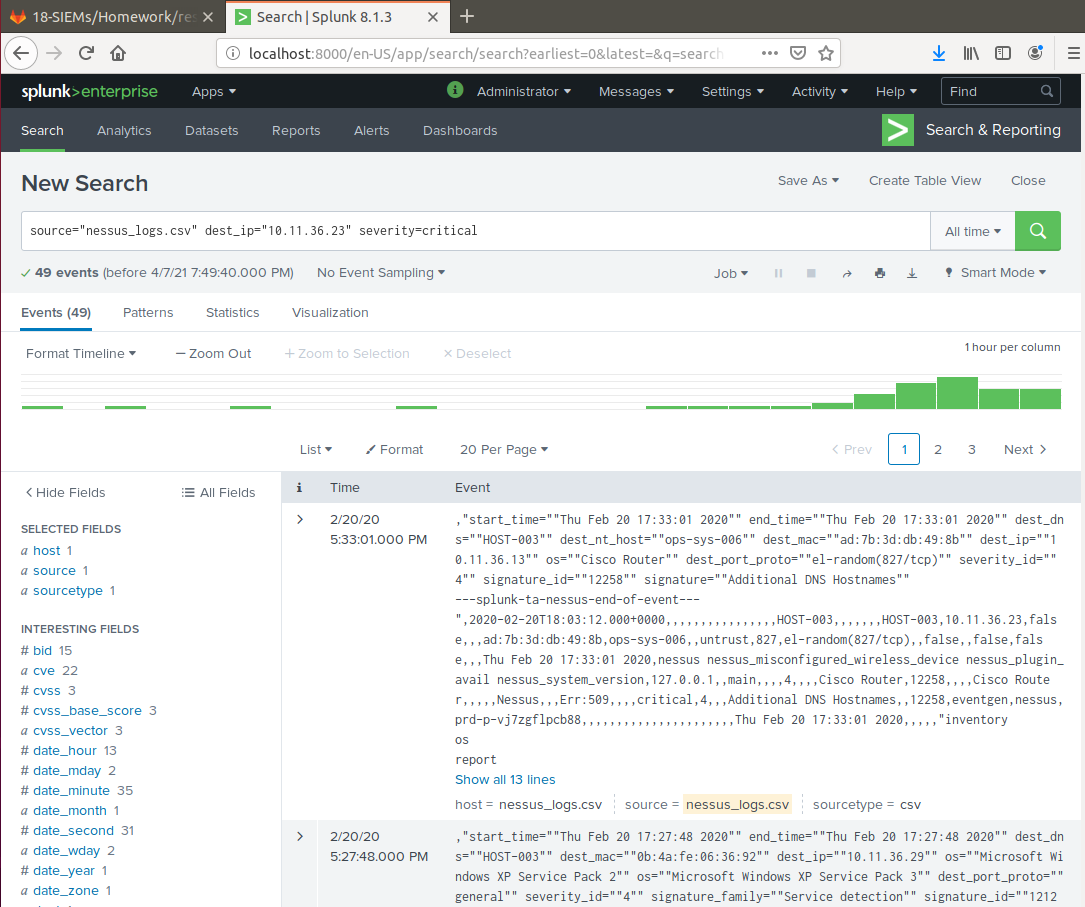 18-SIEMs/Homework/res
Search | Splunk 8.1.3
localhost:8000/en-US/app/search/search?earliest=0&latest=&q=search
splunk>enterprise Apps Administrator Messages Settings Activity Help Find
Search Analytics Datasets Reports Alerts Dashboards Search & Reporting
New Search Save As Create Table View Close
source="nessus_logs.csv" dest_ip="10.11.36.23" severity=critical All time
49 events (before 4/7/21 7:49:40.000 PM) No Event Sampling Job Smart Mode
Events (49) Patterns Statistics Visualization
Format Timeline — Zoom Out + Zoom to Selection × Deselect 1 hour per column
List Format 20 Per Page < Prev 1 2 3 Next >
< Hide Fields All Fields
SELECTED FIELDS
a host 1
a source 1
a sourcetype 1
INTERESTING FIELDS
# bid 15
a cve 22
# cvss 3
# cvss_base_score 3
a cvss_vector 3
# date_hour 13
# date_mday 2
# date_minute 35
a date_month 1
# date_second 31
a date_wday 2
# date_year 1
a date_zone 1
i Time Event
> 2/20/20
5:33:01.000 PM
,"start_time=""Thu Feb 20 17:33:01 2020"" end_time=""Thu Feb 20 17:33:01 2020"" dest_dn
s=""HOST-003"" dest_nt_host=""ops-sys-006"" dest_mac=""ad:7b:3d:db:49:8b"" dest_ip=""1
0.11.36.13"" os=""Cisco Router"" dest_port_proto=""el-random(827/tcp)"" severity_id=""
4"" signature_id=""12258"" signature=""Additional DNS Hostnames""
---splunk-ta-nessus-end-of-event---
",2020-02-20T18:03:12.000+0000,,,,,,,,,,,,,,,,HOST-003,,,,,,,HOST-003,10.11.36.23,fals
e,,,ad:7b:3d:db:49:8b,ops-sys-006,,untrust,827,el-random(827/tcp),,false,,false,fals
e,,,Thu Feb 20 17:33:01 2020,nessus nessus_misconfigured_wireless_device nessus_plugin_
avail nessus_system_version,127.0.0.1,,main,,,,4,,,,Cisco Router,12258,,,,Cisco Route
r,,,,,Nessus,,,Err:509,,,,critical,4,,,Additional DNS Hostnames,,12258,eventgen,nessus,
prd-p-vj7zgflpcb88,,,,,,,,,,,,,,,,,,,,,,,Thu Feb 20 17:33:01 2020,,,,,"inventory
os
report
Show all 13 lines
host = nessus_logs.csv source = nessus_logs.csv sourcetype = csv
> 2/20/20
5:27:48.000 PM
,"start_time=""Thu Feb 20 17:27:48 2020"" end_time=""Thu Feb 20 17:27:48 2020"" dest_dn
s=""HOST-003"" dest_mac=""0b:4a:fe:06:36:92"" dest_ip=""10.11.36.29"" os=""Microsoft Wi
ndows XP Service Pack 2"" os=""Microsoft Windows XP Service Pack 3"" dest_port_proto=""
general"" severity_id=""4"" signature_family=""Service detection"" signature_id=""1212